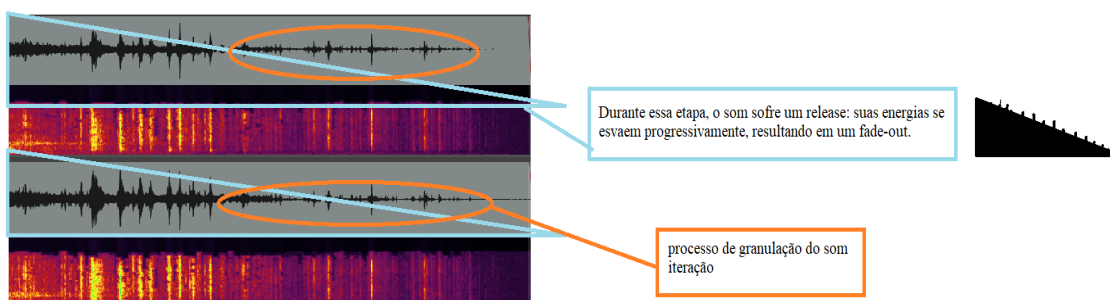 Durante essa etapa, o som sofre um release: suas energias se
esvaem progressivamente, resultando em um fade-out.
processo de granulação do som
iteração